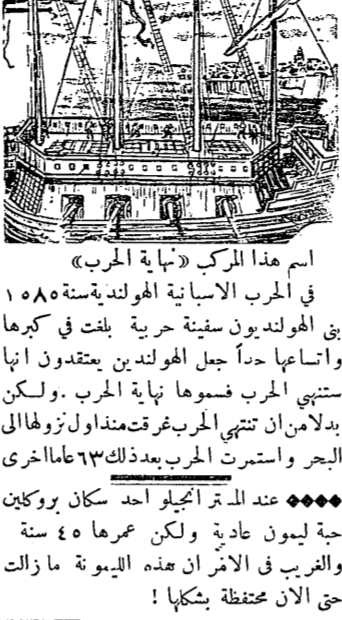 اسم هذا المركب «نهاية الحرب»
في الحرب الاسبانية الهولندية سنة ١٥٨٥
بنى الهولنديون سفينة حربية بلغت في كبرها
واتساعها حداً جعل الهولندين يعتقدون انها
ستنهي الحرب فسموها نهاية الحرب . ولكن
بدلا من ان تنتهي الحرب غرقت منذ اول نزولها الى
البحر واستمرت الحرب بعد ذلك ٦٣ عاما اخرى
عند المستر انجيلو احد سكان بروكلين
حبة ليمون عادية ولكن عمرها ٤٥ سنة
والغريب فى الامر ان هذه الليمونة ما زالت
حتى الان محتفظة بشكلها !